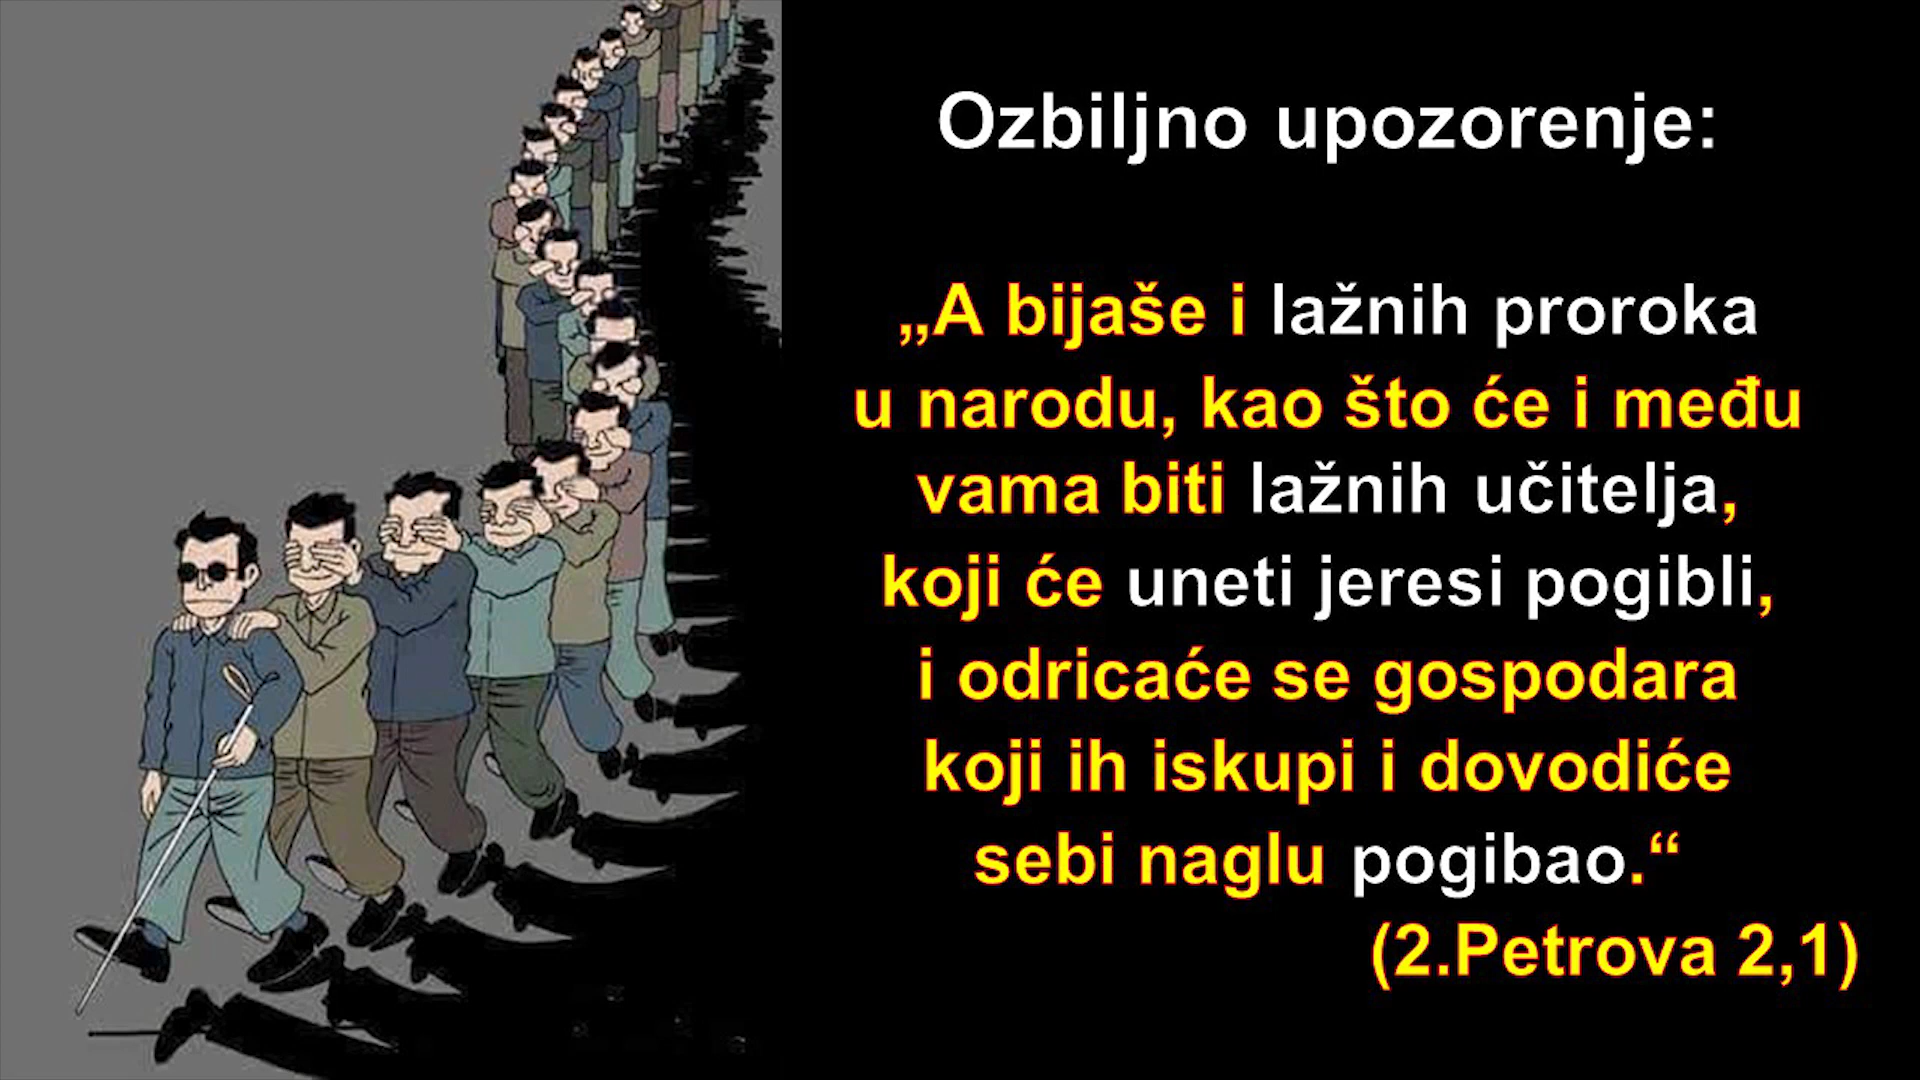 Ozbiljno upozorenje:
„A bijaše i lažnih proroka
u narodu, kao što će i među
vama biti lažnih učitelja,
koji će uneti jeresi pogibli,
i odricaće se gospodara
koji ih iskupi i dovodiće
sebi naglu pogibao.“
(2.Petrova 2,1)